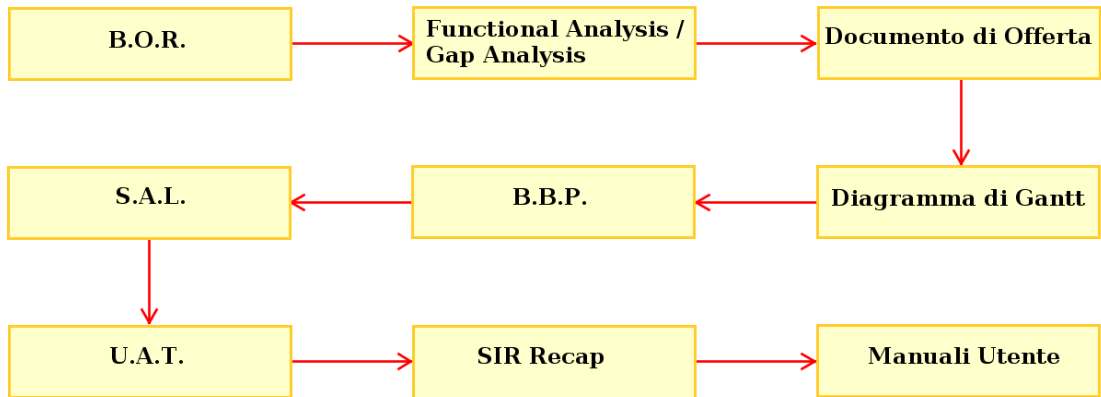 B.O.R.
Functional Analysis /
Gap Analysis
Documento di Offerta
S.A.L.
B.B.P.
Diagramma di Gantt
U.A.T.
SIR Recap
Manuali Utente